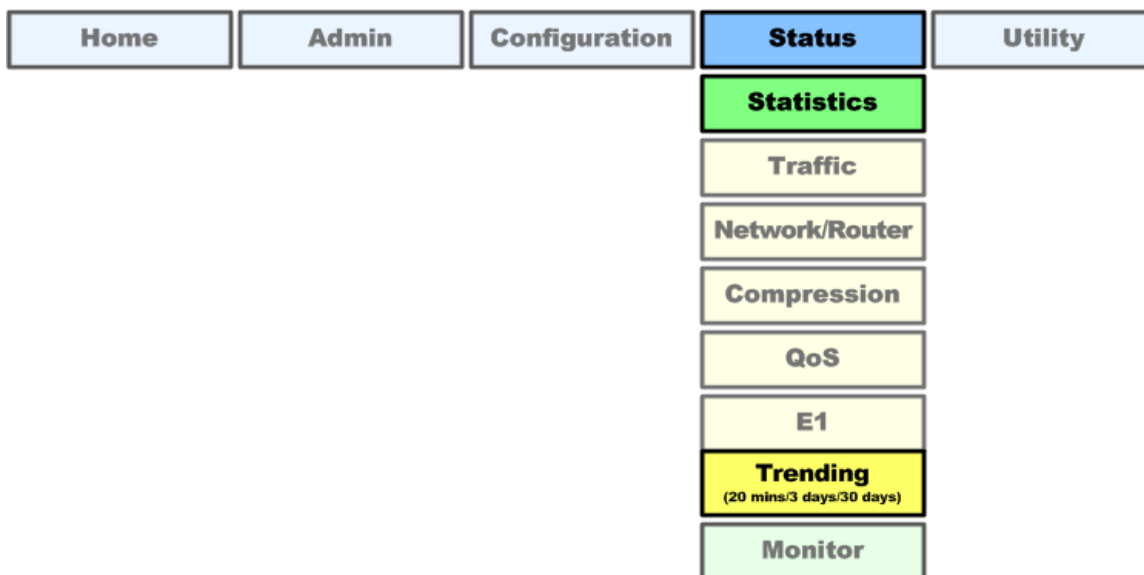 Home
Admin
Configuration
Status
Utility
Statistics
Traffic
Network/Router
Compression
QoS
E1
Trending
(20 mins/3 days/30 days)
Monitor